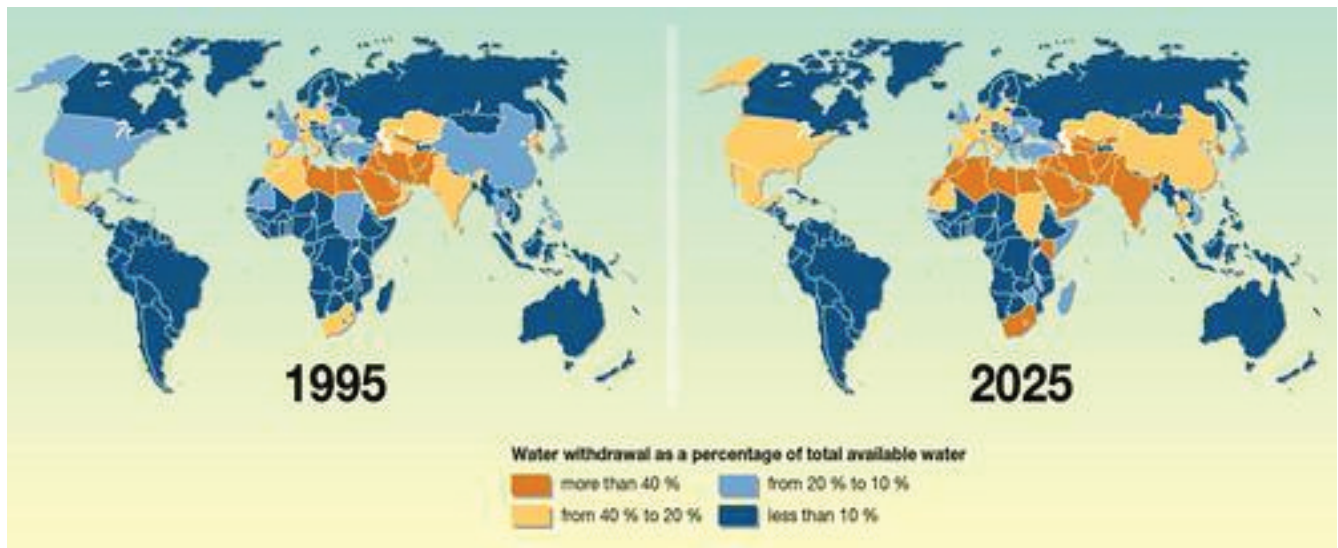 1995
2025
Water withdrawal as a percentage of total available water
more than 40 %
from 20 % to 10 %
from 40 % to 20 %
less than 10 %